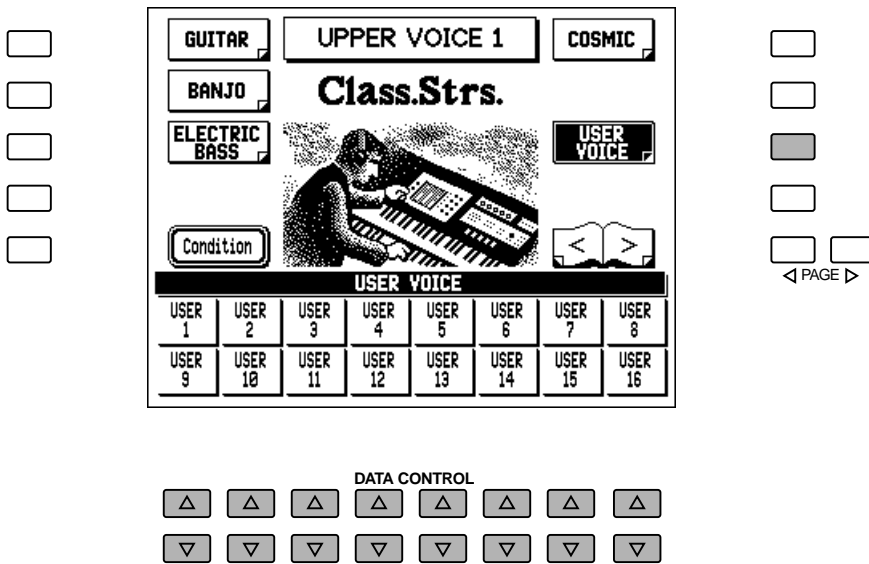 GUITAR
UPPER VOICE 1
COSMIC
BANJO
Class.Strs.
ELECTRIC
BASS
USER
VOICE
Condition
< >
PAGE
USER VOICE
USER USER USER USER USER USER USER USER
1 2 3 4 5 6 7 8
USER USER USER USER USER USER USER USER
9 10 11 12 13 14 15 16
DATA CONTROL